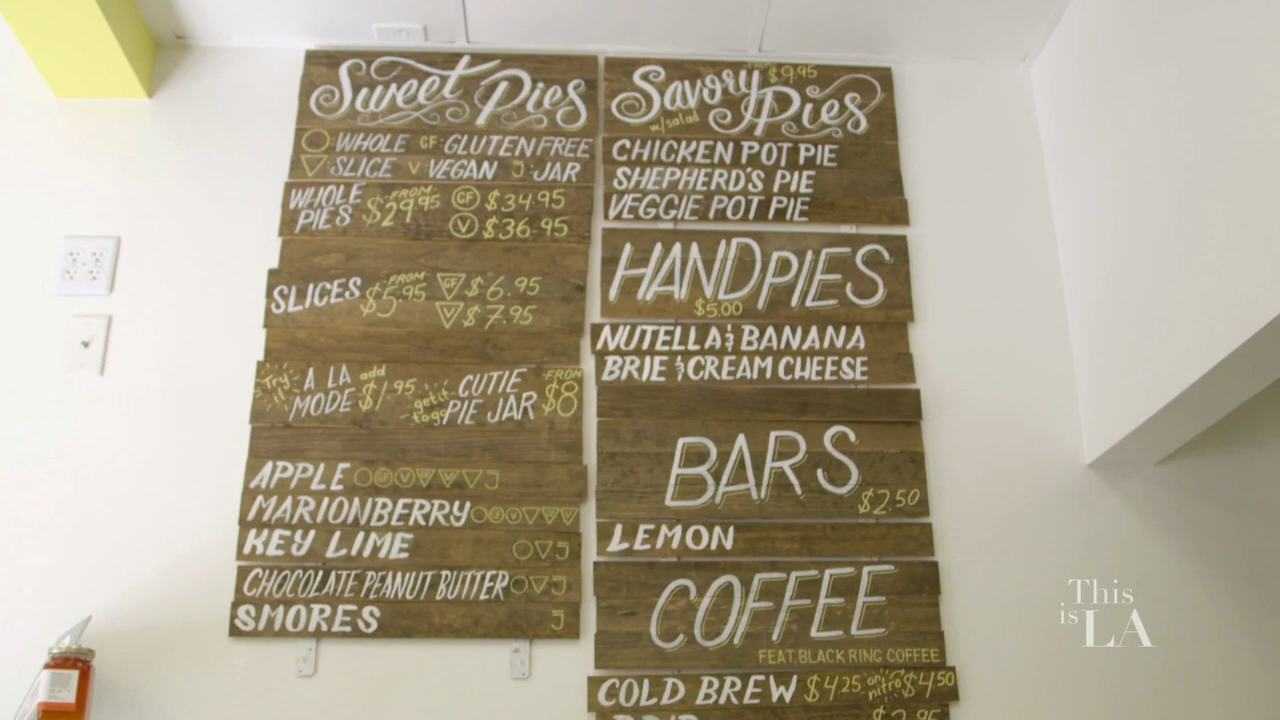 Sweet Pies
○: WHOLE GF: GLUTEN FREE
▽: SLICE V: VEGAN J: JAR
WHOLE PIES FROM $29.95 GF $34.95
V $36.95
SLICES FROM $5.95 GF $6.95
V $7.95
Try it! A LA MODE add $1.95 get it to go CUTIE PIE JAR FROM $8
APPLE
MARIONBERRY
KEY LIME ○▽J
CHOCOLATE PEANUT BUTTER ○▽J
SMORES J
Savory Pies $9.95
w/salad
CHICKEN POT PIE
SHEPHERD'S PIE
VEGGIE POT PIE
HANDPIES
$5.00
NUTELLA & BANANA
BRIE & CREAM CHEESE
BARS
$2.50
LEMON
COFFEE
FEAT. BLACK RING COFFEE
COLD BREW $4.25 on nitro $4.50
DRIP $2.95
This
is LA